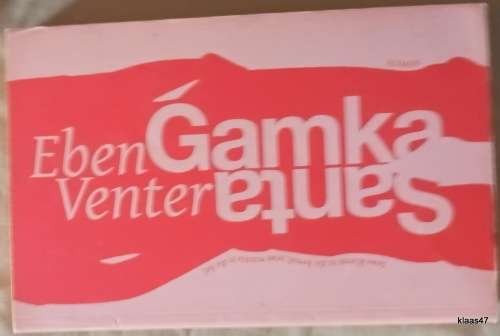 Eben
Venter
Ǵamka
Santa
klaas47